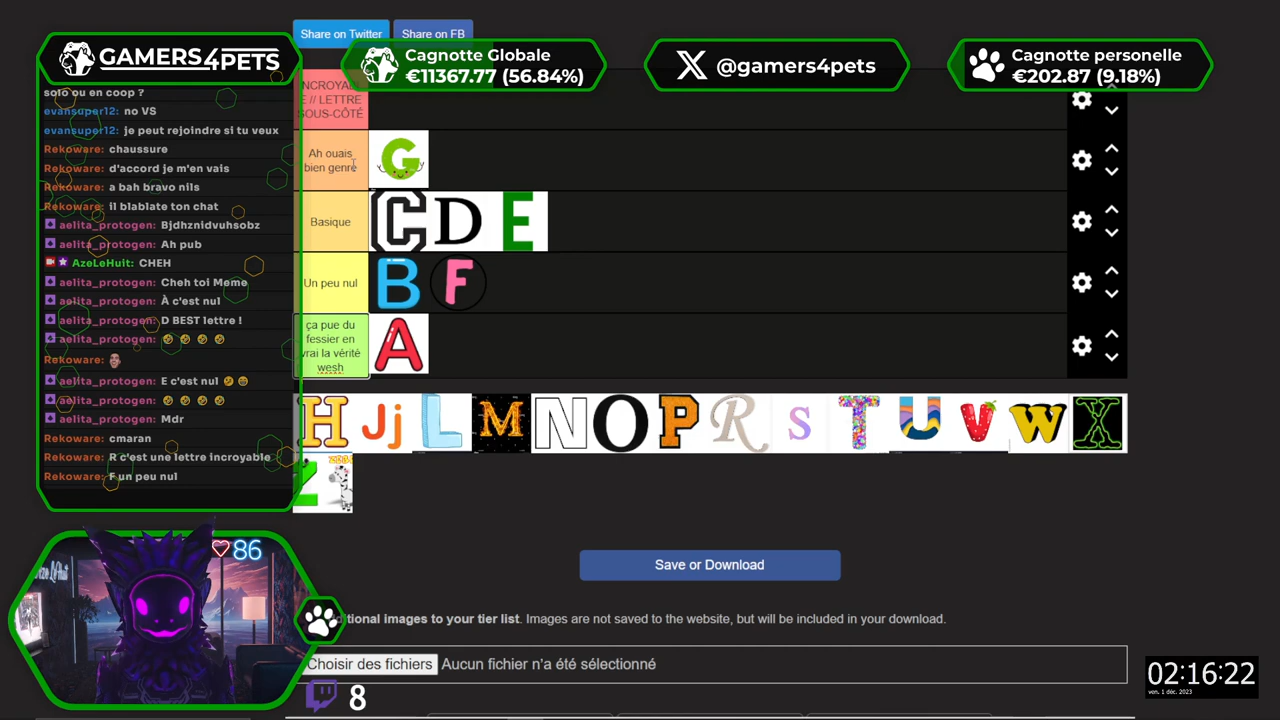 Share on Twitter
Share on FB
GAMERS4PETS
Cagnotte Globale
€11367.77 (56.84%)
@gamers4pets
Cagnotte personelle
€202.87 (9.18%)
solo ou en coop ?
evansuper12: no VS
evansuper12: je peut rejoindre si tu veux
Rekoware: chaussure
Rekoware: d'accord je m'en vais
Rekoware: a bah bravo nils
Rekoware: il blablate ton chat
aelita_protogen: Bjdhznidvuhsobz
aelita_protogen: Ah pub
AzeLeHuit: CHEH
aelita_protogen: Cheh toi Meme
aelita_protogen: À c'est nul
aelita_protogen: D BEST lettre !
aelita_protogen:
Rekoware:
aelita_protogen: E c'est nul
aelita_protogen:
aelita_protogen: Mdr
Rekoware: cmaran
Rekoware: R c'est une lettre incroyable
Rekoware: F un peu nul
E // LETTRE
SOUS-CÔTÉ
Ah ouais
bien genre
G
Basique
C D E
Un peu nul
B F
ça pue du
fessier en
vrai la vérité
wesh
A
H Jj L M N O P R S T U V W X
Z
Save or Download
itional images to your tier list. Images are not saved to the website, but will be included in your download.
Choisir des fichiers
Aucun fichier n'a été sélectionné
86
8
02:16:22
ven. 1 déc. 2023